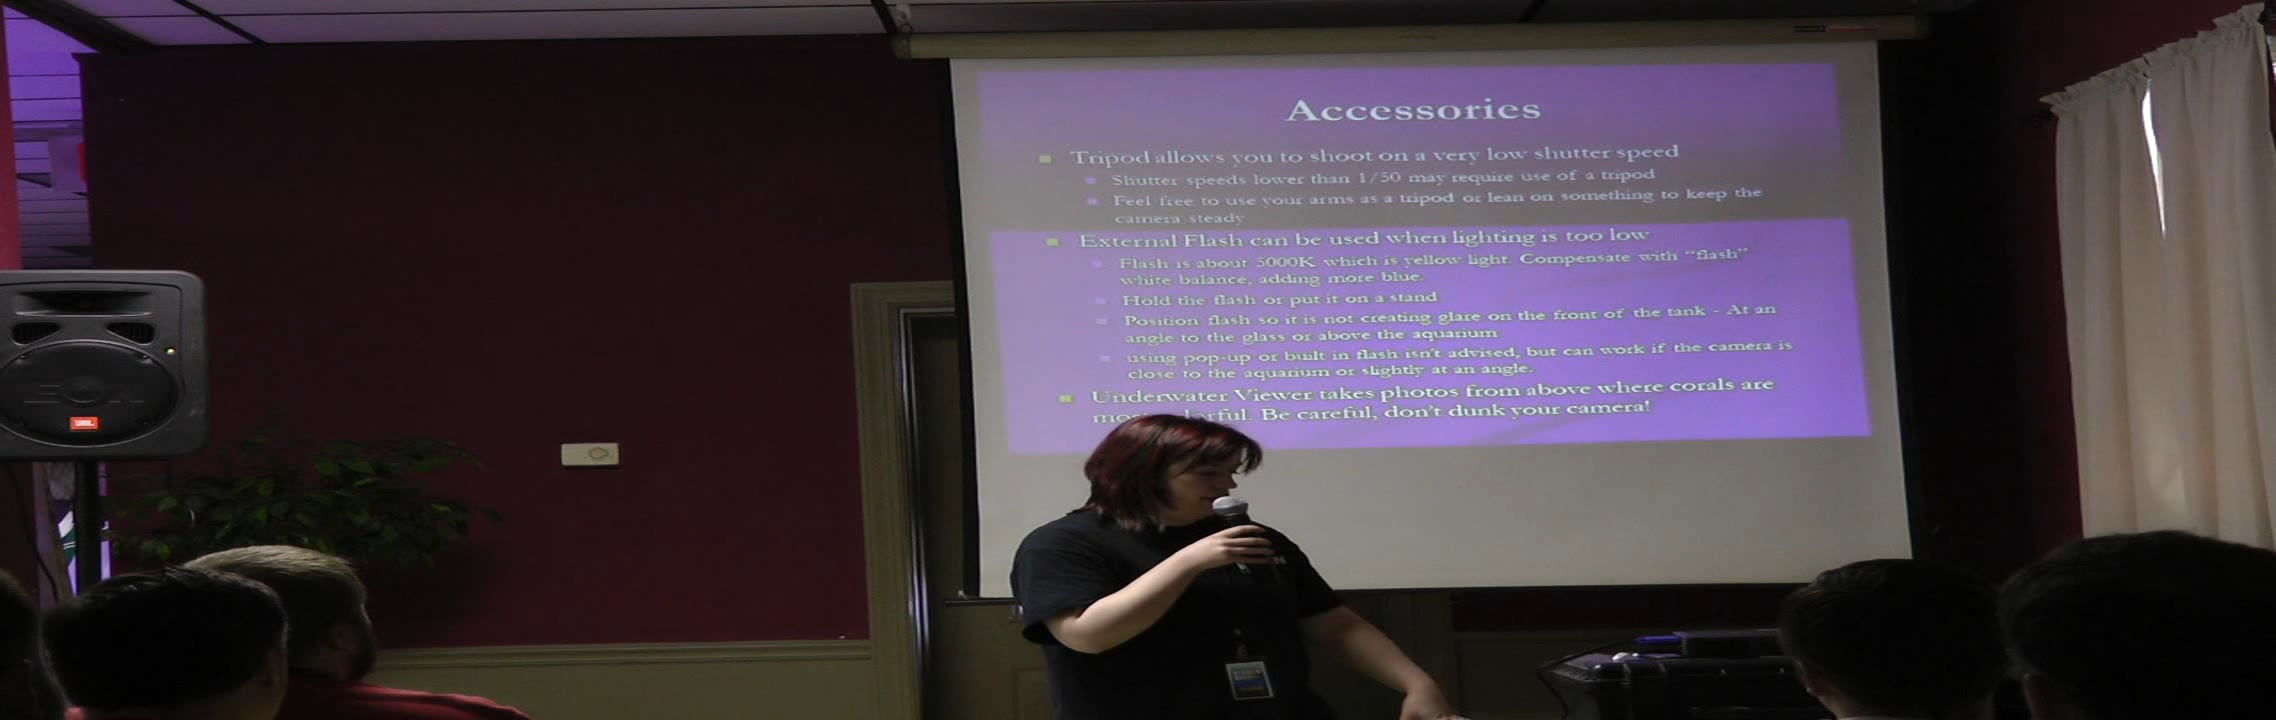 Accessories
Tripod allows you to shoot on a very low shutter speed
Shutter speeds lower than 1/50 may require use of a tripod
Feel free to use your arms as a tripod or lean on something to keep the
camera steady
External Flash can be used when lighting is too low
Flash is about 5000K which is yellow light. Compensate with “flash”
white balance, adding more blue.
Hold the flash or put it on a stand
Position flash so it is not creating glare on the front of the tank - At an
angle to the glass or above the aquarium
using pop-up or built in flash isn't advised, but can work if the camera is
close to the aquarium or slightly at an angle.
Underwater Viewer takes photos from above where corals are
Be careful, don't dunk your camera!
EON
JBL